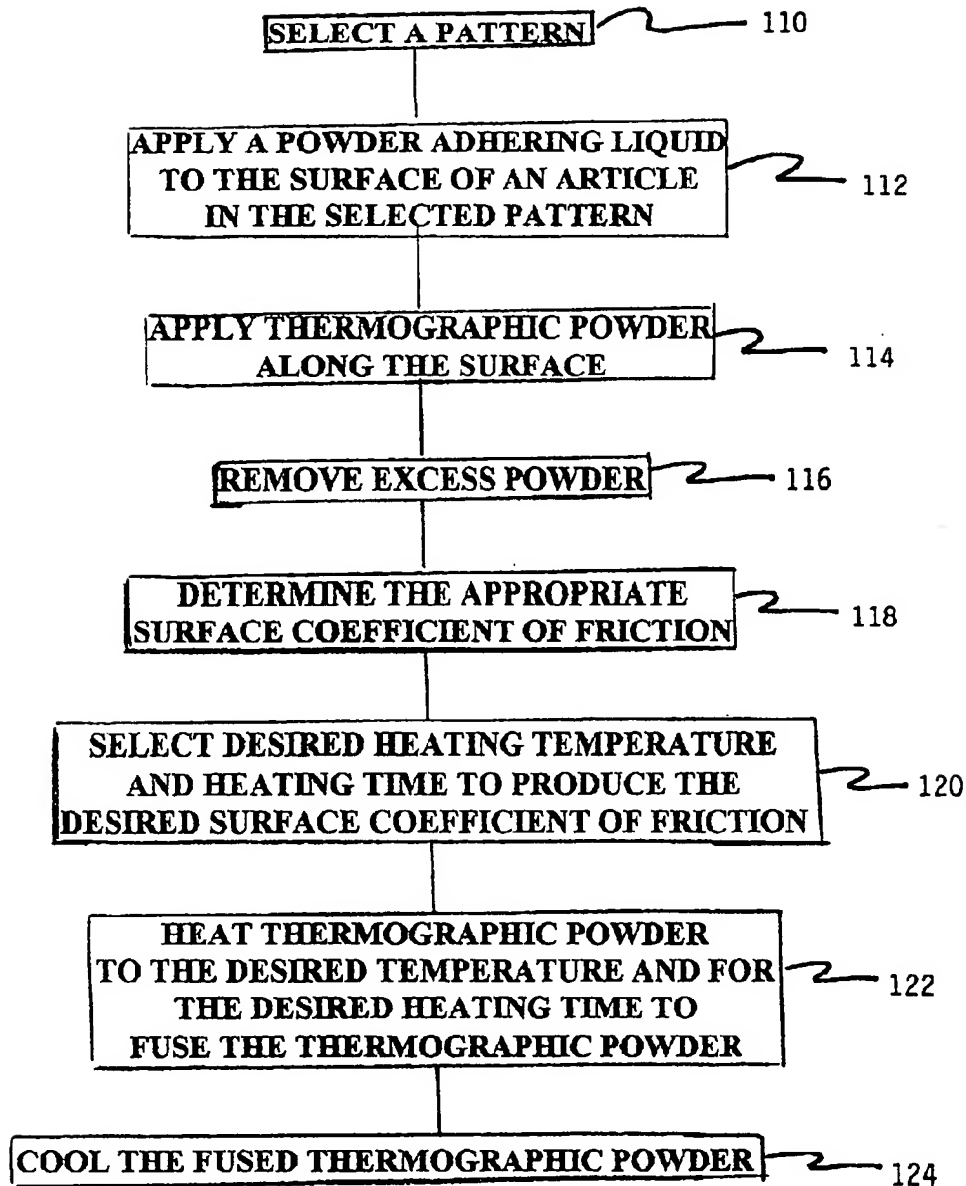 SELECT A PATTERN
110
APPLY A POWDER ADHERING LIQUID
TO THE SURFACE OF AN ARTICLE
IN THE SELECTED PATTERN
112
APPLY THERMOGRAPHIC POWDER
ALONG THE SURFACE
114
REMOVE EXCESS POWDER
116
DETERMINE THE APPROPRIATE
SURFACE COEFFICIENT OF FRICTION
118
SELECT DESIRED HEATING TEMPERATURE
AND HEATING TIME TO PRODUCE THE
DESIRED SURFACE COEFFICIENT OF FRICTION
120
HEAT THERMOGRAPHIC POWDER
TO THE DESIRED TEMPERATURE AND FOR
THE DESIRED HEATING TIME TO
FUSE THE THERMOGRAPHIC POWDER
122
COOL THE FUSED THERMOGRAPHIC POWDER
124